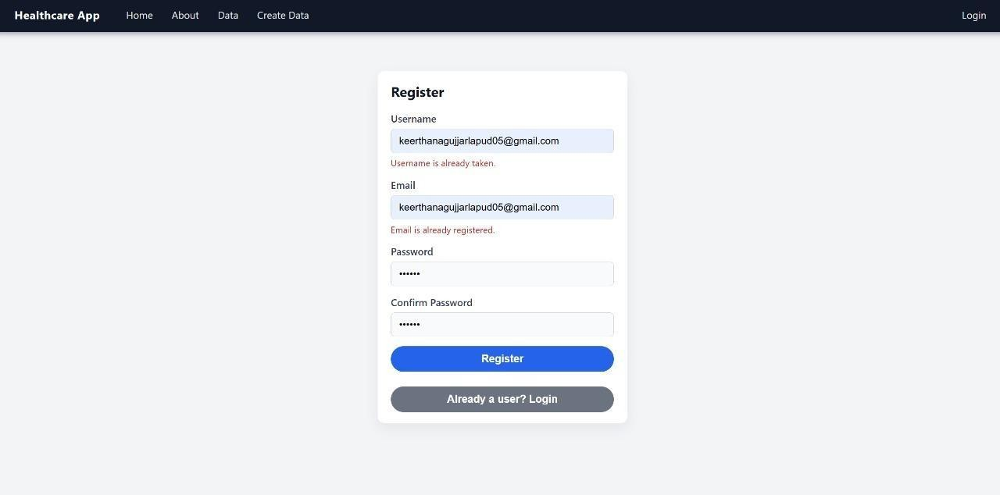 Healthcare App Home About Data Create Data Login
Register
Username
keerthanagujjarlapud05@gmail.com
Username is already taken.
Email
keerthanagujjarlapud05@gmail.com
Email is already registered.
Password
••••••
Confirm Password
••••••
Register
Already a user? Login